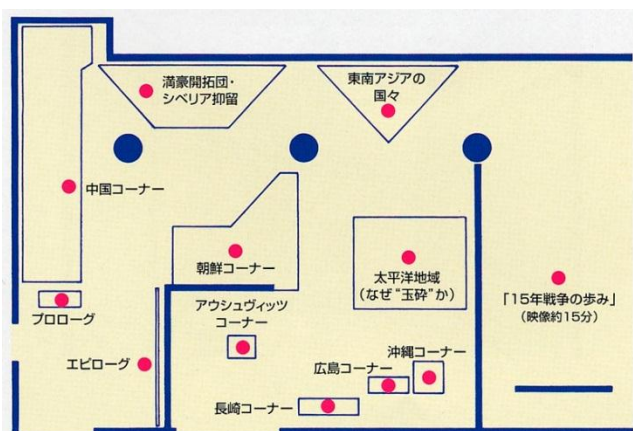 満豪開拓団・
シベリア抑留
東南アジアの
国々
中国コーナー
朝鮮コーナー
太平洋地域
（なぜ“玉砕”か）
「15年戦争の歩み」
（映像約15分）
プロローグ
アウシュヴィッツ
コーナー
エピローグ
沖縄コーナー
広島コーナー
長崎コーナー